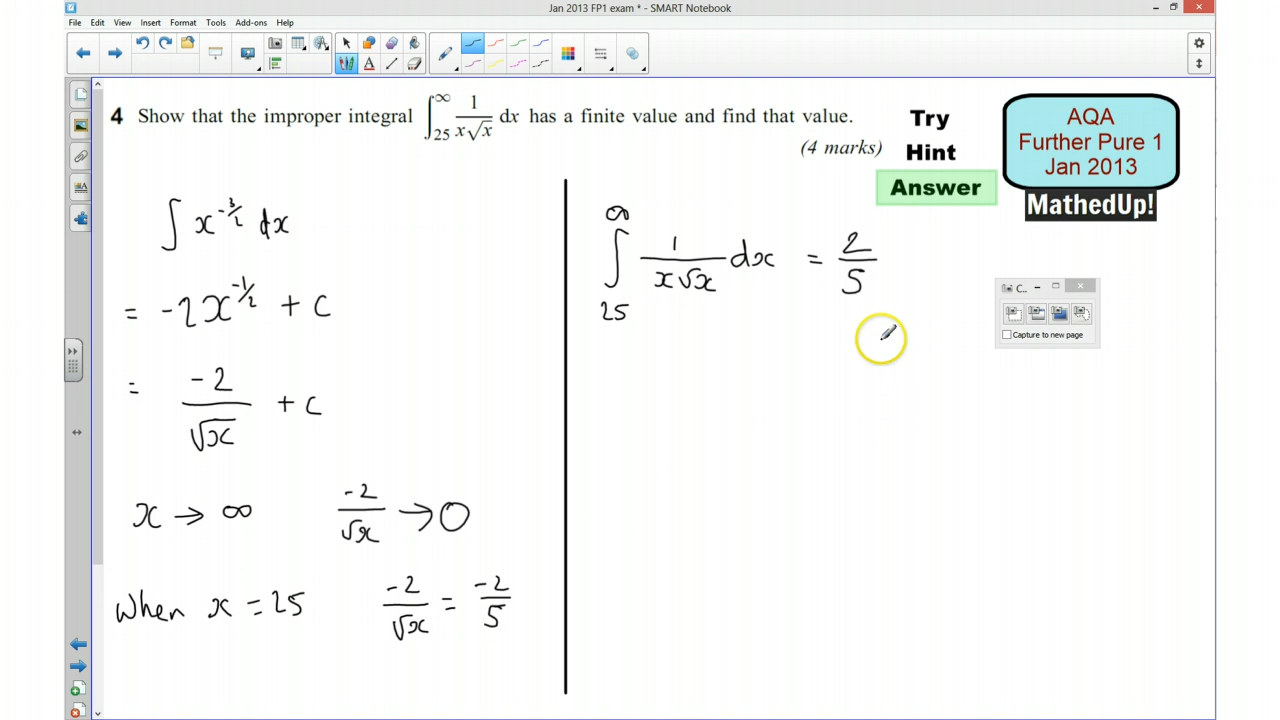 Jan 2013 FP1 exam * - SMART Notebook
File Edit View Insert Format Tools Add-ons Help
4 Show that the improper integral ∫₂₅^∞ 1/(x√x) dx has a finite value and find that value.
(4 marks)
Try
Hint
Answer
AQA
Further Pure 1
Jan 2013
MathedUp!
∫ x^(-3/2) dx
= -2x^(-1/2) + c
= -2/√x + c
x → ∞ -2/√x → 0
When x = 25 -2/√x = -2/5
∫₂₅^∞ 1/(x√x) dx = 2/5
C..
Capture to new page